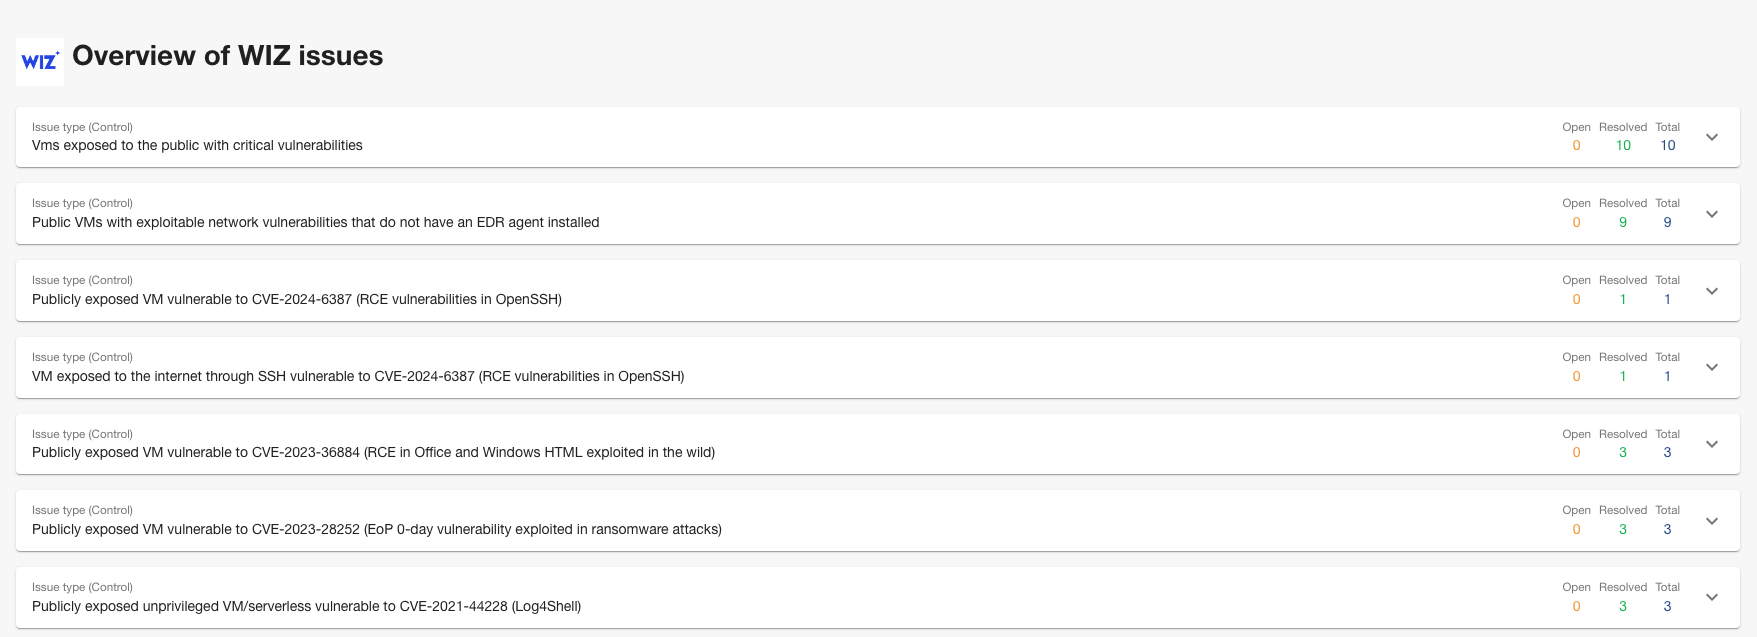 WIZ Overview of WIZ issues
Issue type (Control) Open Resolved Total
Vms exposed to the public with critical vulnerabilities 0 10 10
Issue type (Control) Open Resolved Total
Public VMs with exploitable network vulnerabilities that do not have an EDR agent installed 0 9 9
Issue type (Control) Open Resolved Total
Publicly exposed VM vulnerable to CVE-2024-6387 (RCE vulnerabilities in OpenSSH) 0 1 1
Issue type (Control) Open Resolved Total
VM exposed to the internet through SSH vulnerable to CVE-2024-6387 (RCE vulnerabilities in OpenSSH) 0 1 1
Issue type (Control) Open Resolved Total
Publicly exposed VM vulnerable to CVE-2023-36884 (RCE in Office and Windows HTML exploited in the wild) 0 3 3
Issue type (Control) Open Resolved Total
Publicly exposed VM vulnerable to CVE-2023-28252 (EoP 0-day vulnerability exploited in ransomware attacks) 0 3 3
Issue type (Control) Open Resolved Total
Publicly exposed unprivileged VM/serverless vulnerable to CVE-2021-44228 (Log4Shell) 0 3 3